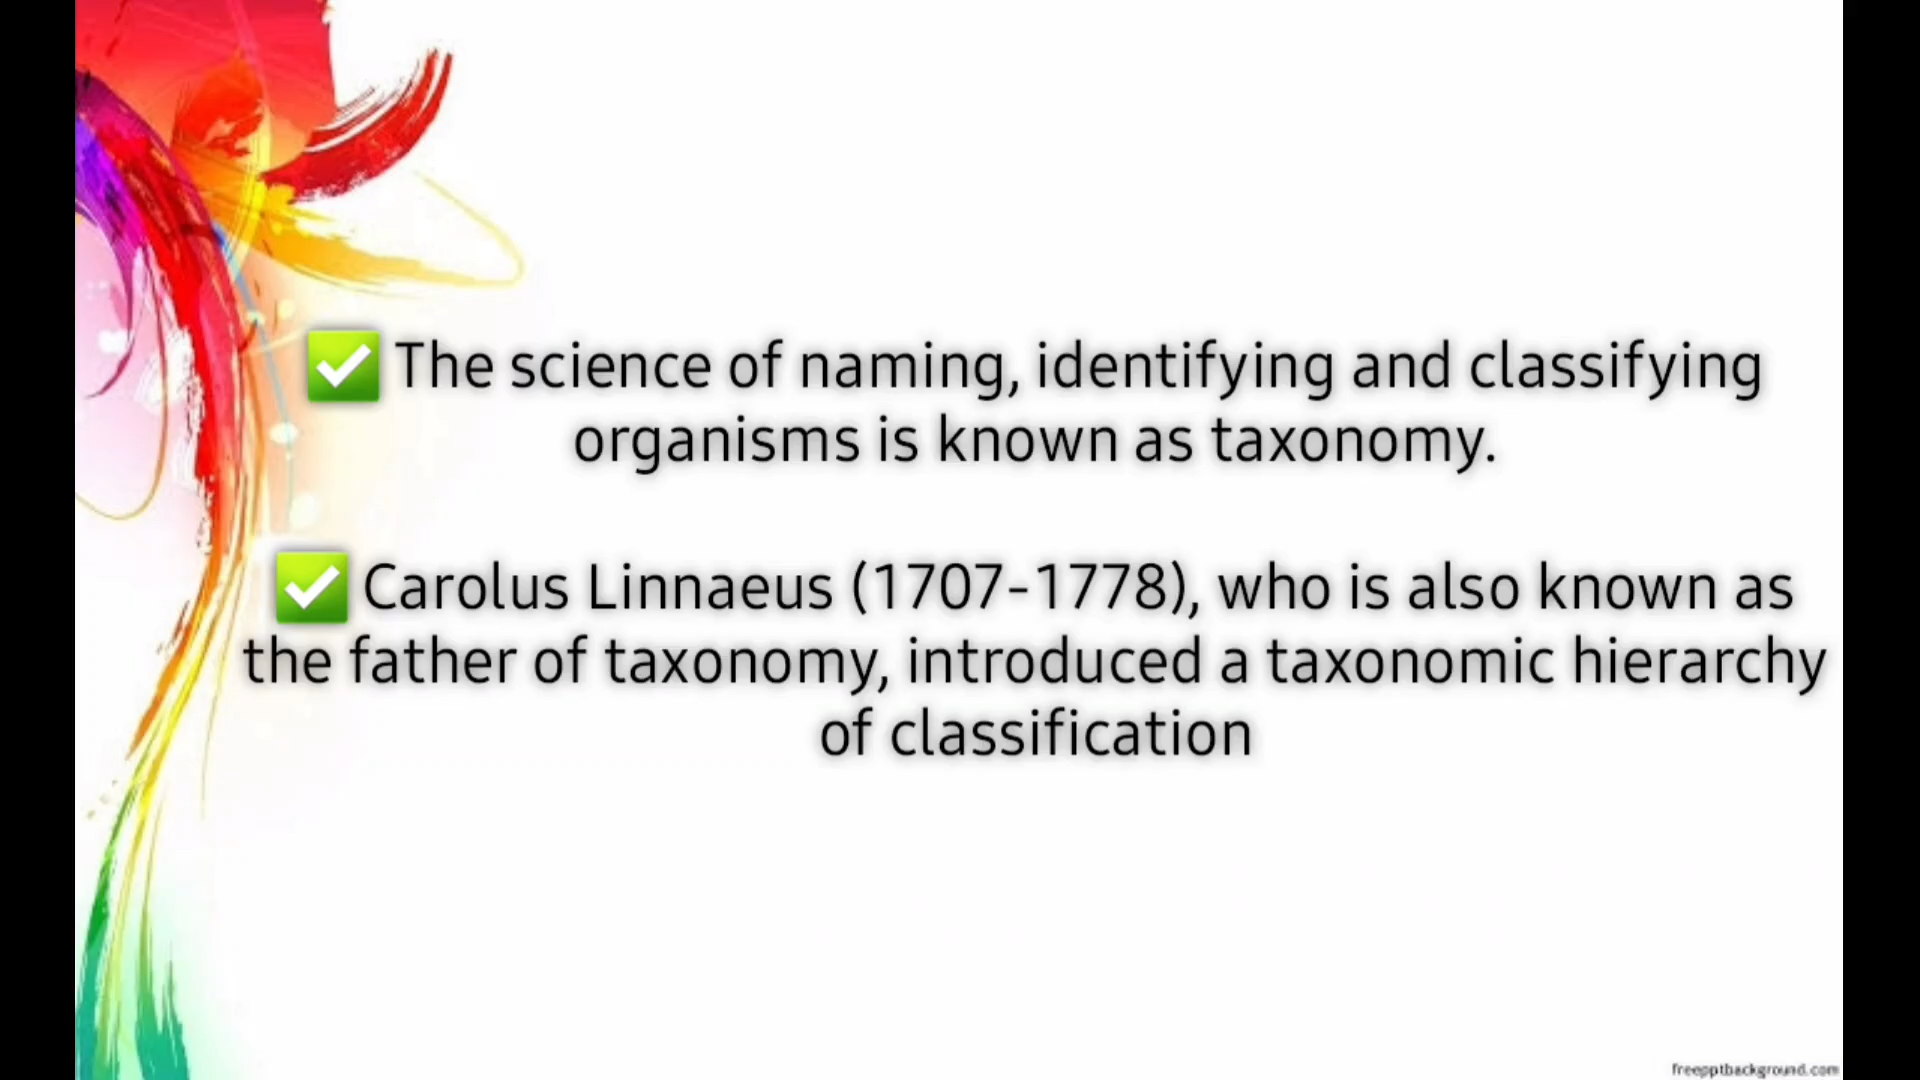 ✅ The science of naming, identifying and classifying
organisms is known as taxonomy.
✅ Carolus Linnaeus (1707-1778), who is also known as
the father of taxonomy, introduced a taxonomic hierarchy
of classification
freepptbackground.com